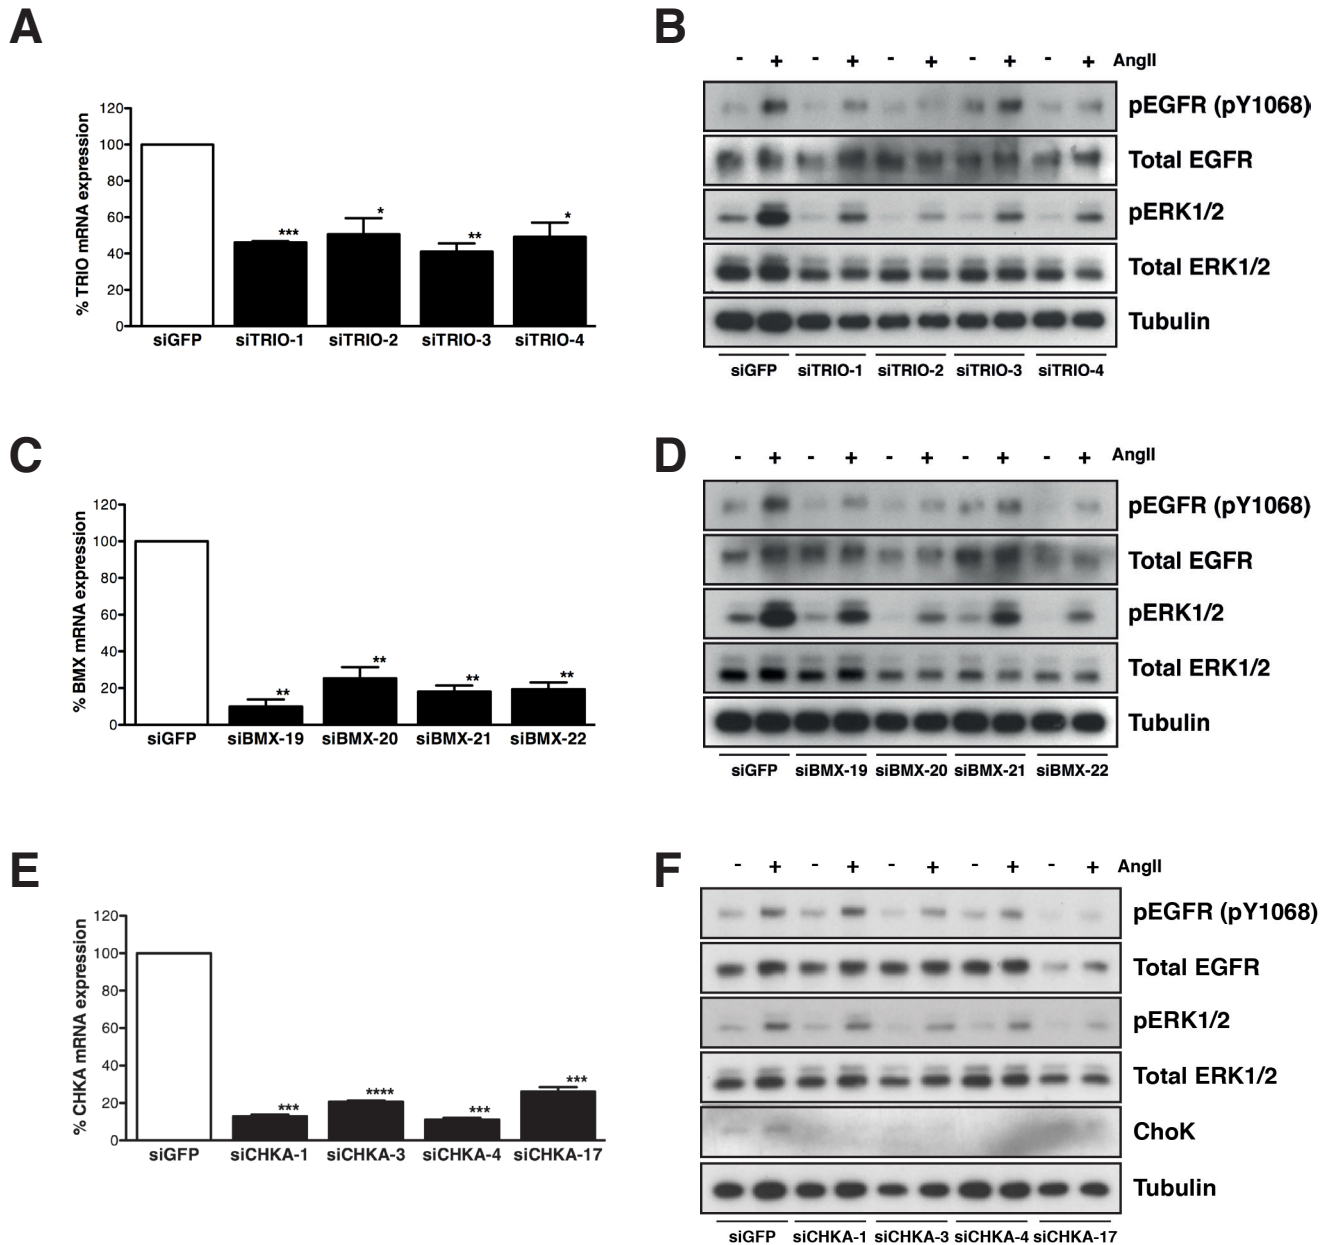 A
% TRIO mRNA expression
120
100
80
60
40
20
0
***
*
**
*
siGFP siTRIO-1 siTRIO-2 siTRIO-3 siTRIO-4
B
- + - + - + - + - + AngII
pEGFR (pY1068)
Total EGFR
pERK1/2
Total ERK1/2
Tubulin
siGFP siTRIO-1 siTRIO-2 siTRIO-3 siTRIO-4
C
% BMX mRNA expression
120
100
80
60
40
20
0
**
**
**
**
siGFP siBMX-19 siBMX-20 siBMX-21 siBMX-22
D
- + - + - + - + - + AngII
pEGFR (pY1068)
Total EGFR
pERK1/2
Total ERK1/2
Tubulin
siGFP siBMX-19 siBMX-20 siBMX-21 siBMX-22
E
% CHKA mRNA expression
120
100
80
60
40
20
0
***
****
***
***
siGFP siCHKA-1 siCHKA-3 siCHKA-4 siCHKA-17
F
- + - + - + - + - + AngII
pEGFR (pY1068)
Total EGFR
pERK1/2
Total ERK1/2
ChoK
Tubulin
siGFP siCHKA-1 siCHKA-3 siCHKA-4 siCHKA-17